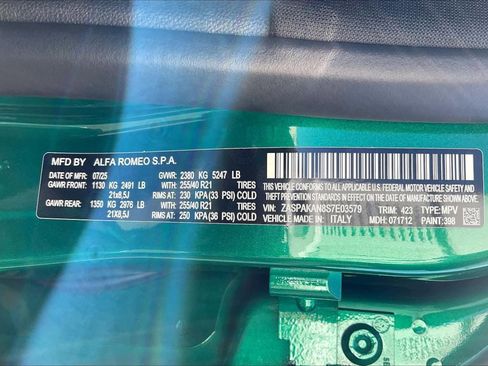 MFD BY ALFA ROMEO S.P.A.
DATE OF MFR: 07/25 GVWR: 2380 KG 5247 LB
GAWR FRONT: 1130 KG 2491 LB WITH 255/40 R21 TIRES
21x8,5J RIMS AT 230 KPA(33 PSI) COLD
GAWR REAR: 1350 KG 2976 LB WITH 255/40 R21 TIRES
21X8,5J RIMS AT 250 KPA(36 PSI) COLD
THIS VEHICLE CONFORMS TO ALL
APPLICABLE U.S. FEDERAL MOTOR VEHICLE
SAFETY, BUMPER, AND THEFT PREVENTION
STANDARDS IN EFFECT ON THE DATE OF
MANUFACTURE SHOWN ABOVE.
VIN: ZASPAKAN8S7E03579 TRIM: 423 TYPE: MPV
MADE IN: ITALY MDH: 071712 PAINT: 398